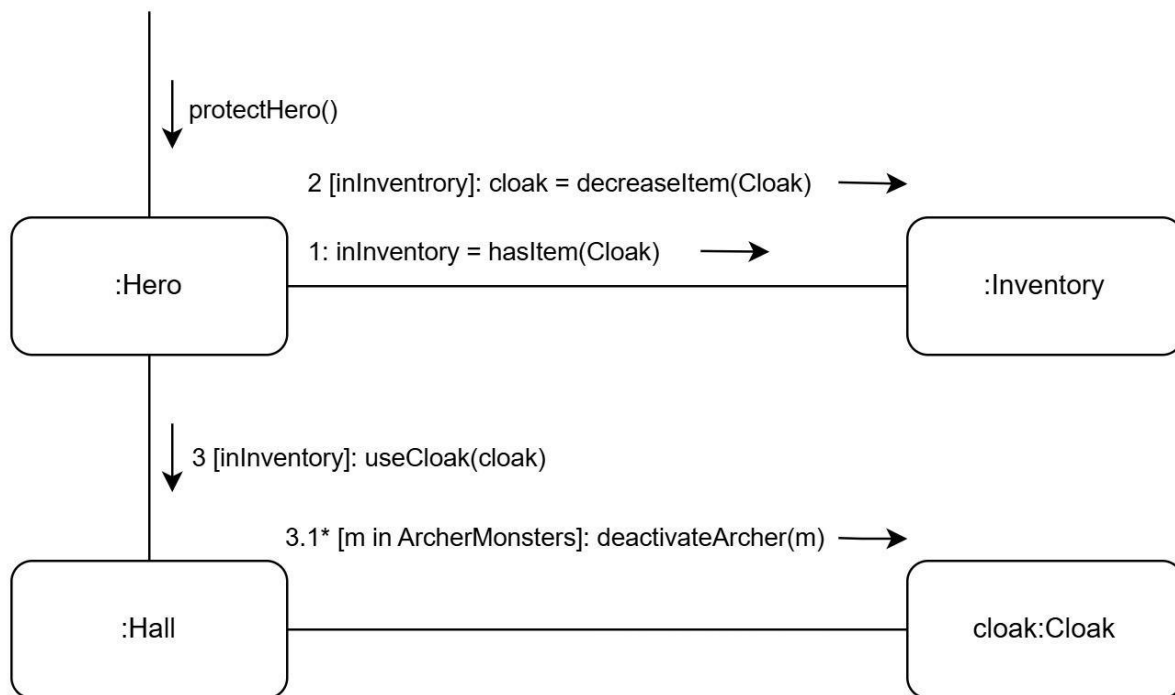 protectHero()
2 [inInventrory]: cloak = decreaseItem(Cloak)
1: inInventory = hasItem(Cloak)
:Hero
:Inventory
3 [inInventory]: useCloak(cloak)
3.1* [m in ArcherMonsters]: deactivateArcher(m)
:Hall
cloak:Cloak